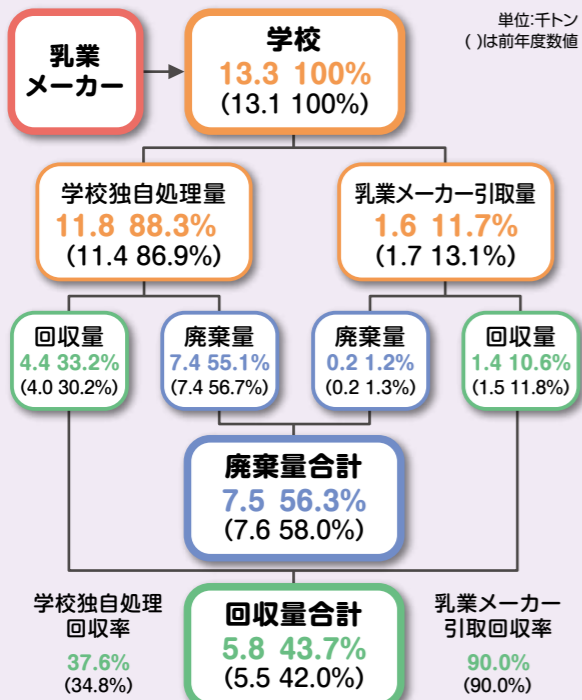 単位:千トン
( )は前年度数値
乳業
メーカー
学校
13.3 100%
(13.1 100%)
学校独自処理量
11.8 88.3%
(11.4 86.9%)
乳業メーカー引取量
1.6 11.7%
(1.7 13.1%)
回収量
4.4 33.2%
(4.0 30.2%)
廃棄量
7.4 55.1%
(7.4 56.7%)
廃棄量
0.2 1.2%
(0.2 1.3%)
回収量
1.4 10.6%
(1.5 11.8%)
廃棄量合計
7.5 56.3%
(7.6 58.0%)
学校独自処理
回収率
37.6%
(34.8%)
回収量合計
5.8 43.7%
(5.5 42.0%)
乳業メーカー
引取回収率
90.0%
(90.0%)